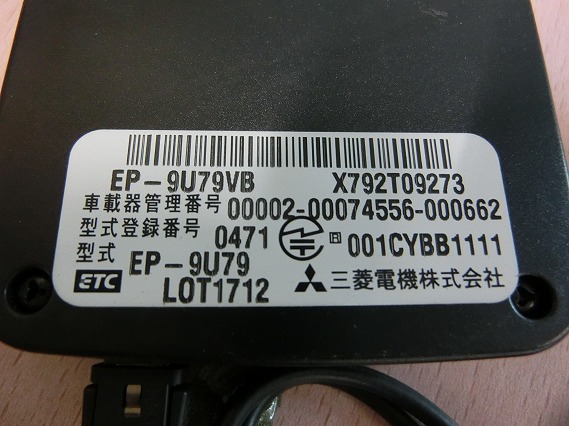 EP-9U79VB X792T09273
車載器管理番号 00002-00074556-000662
型式登録番号 0471 R 001CYBB1111
型式 EP-9U79
ETC LOT1712 三菱電機株式会社